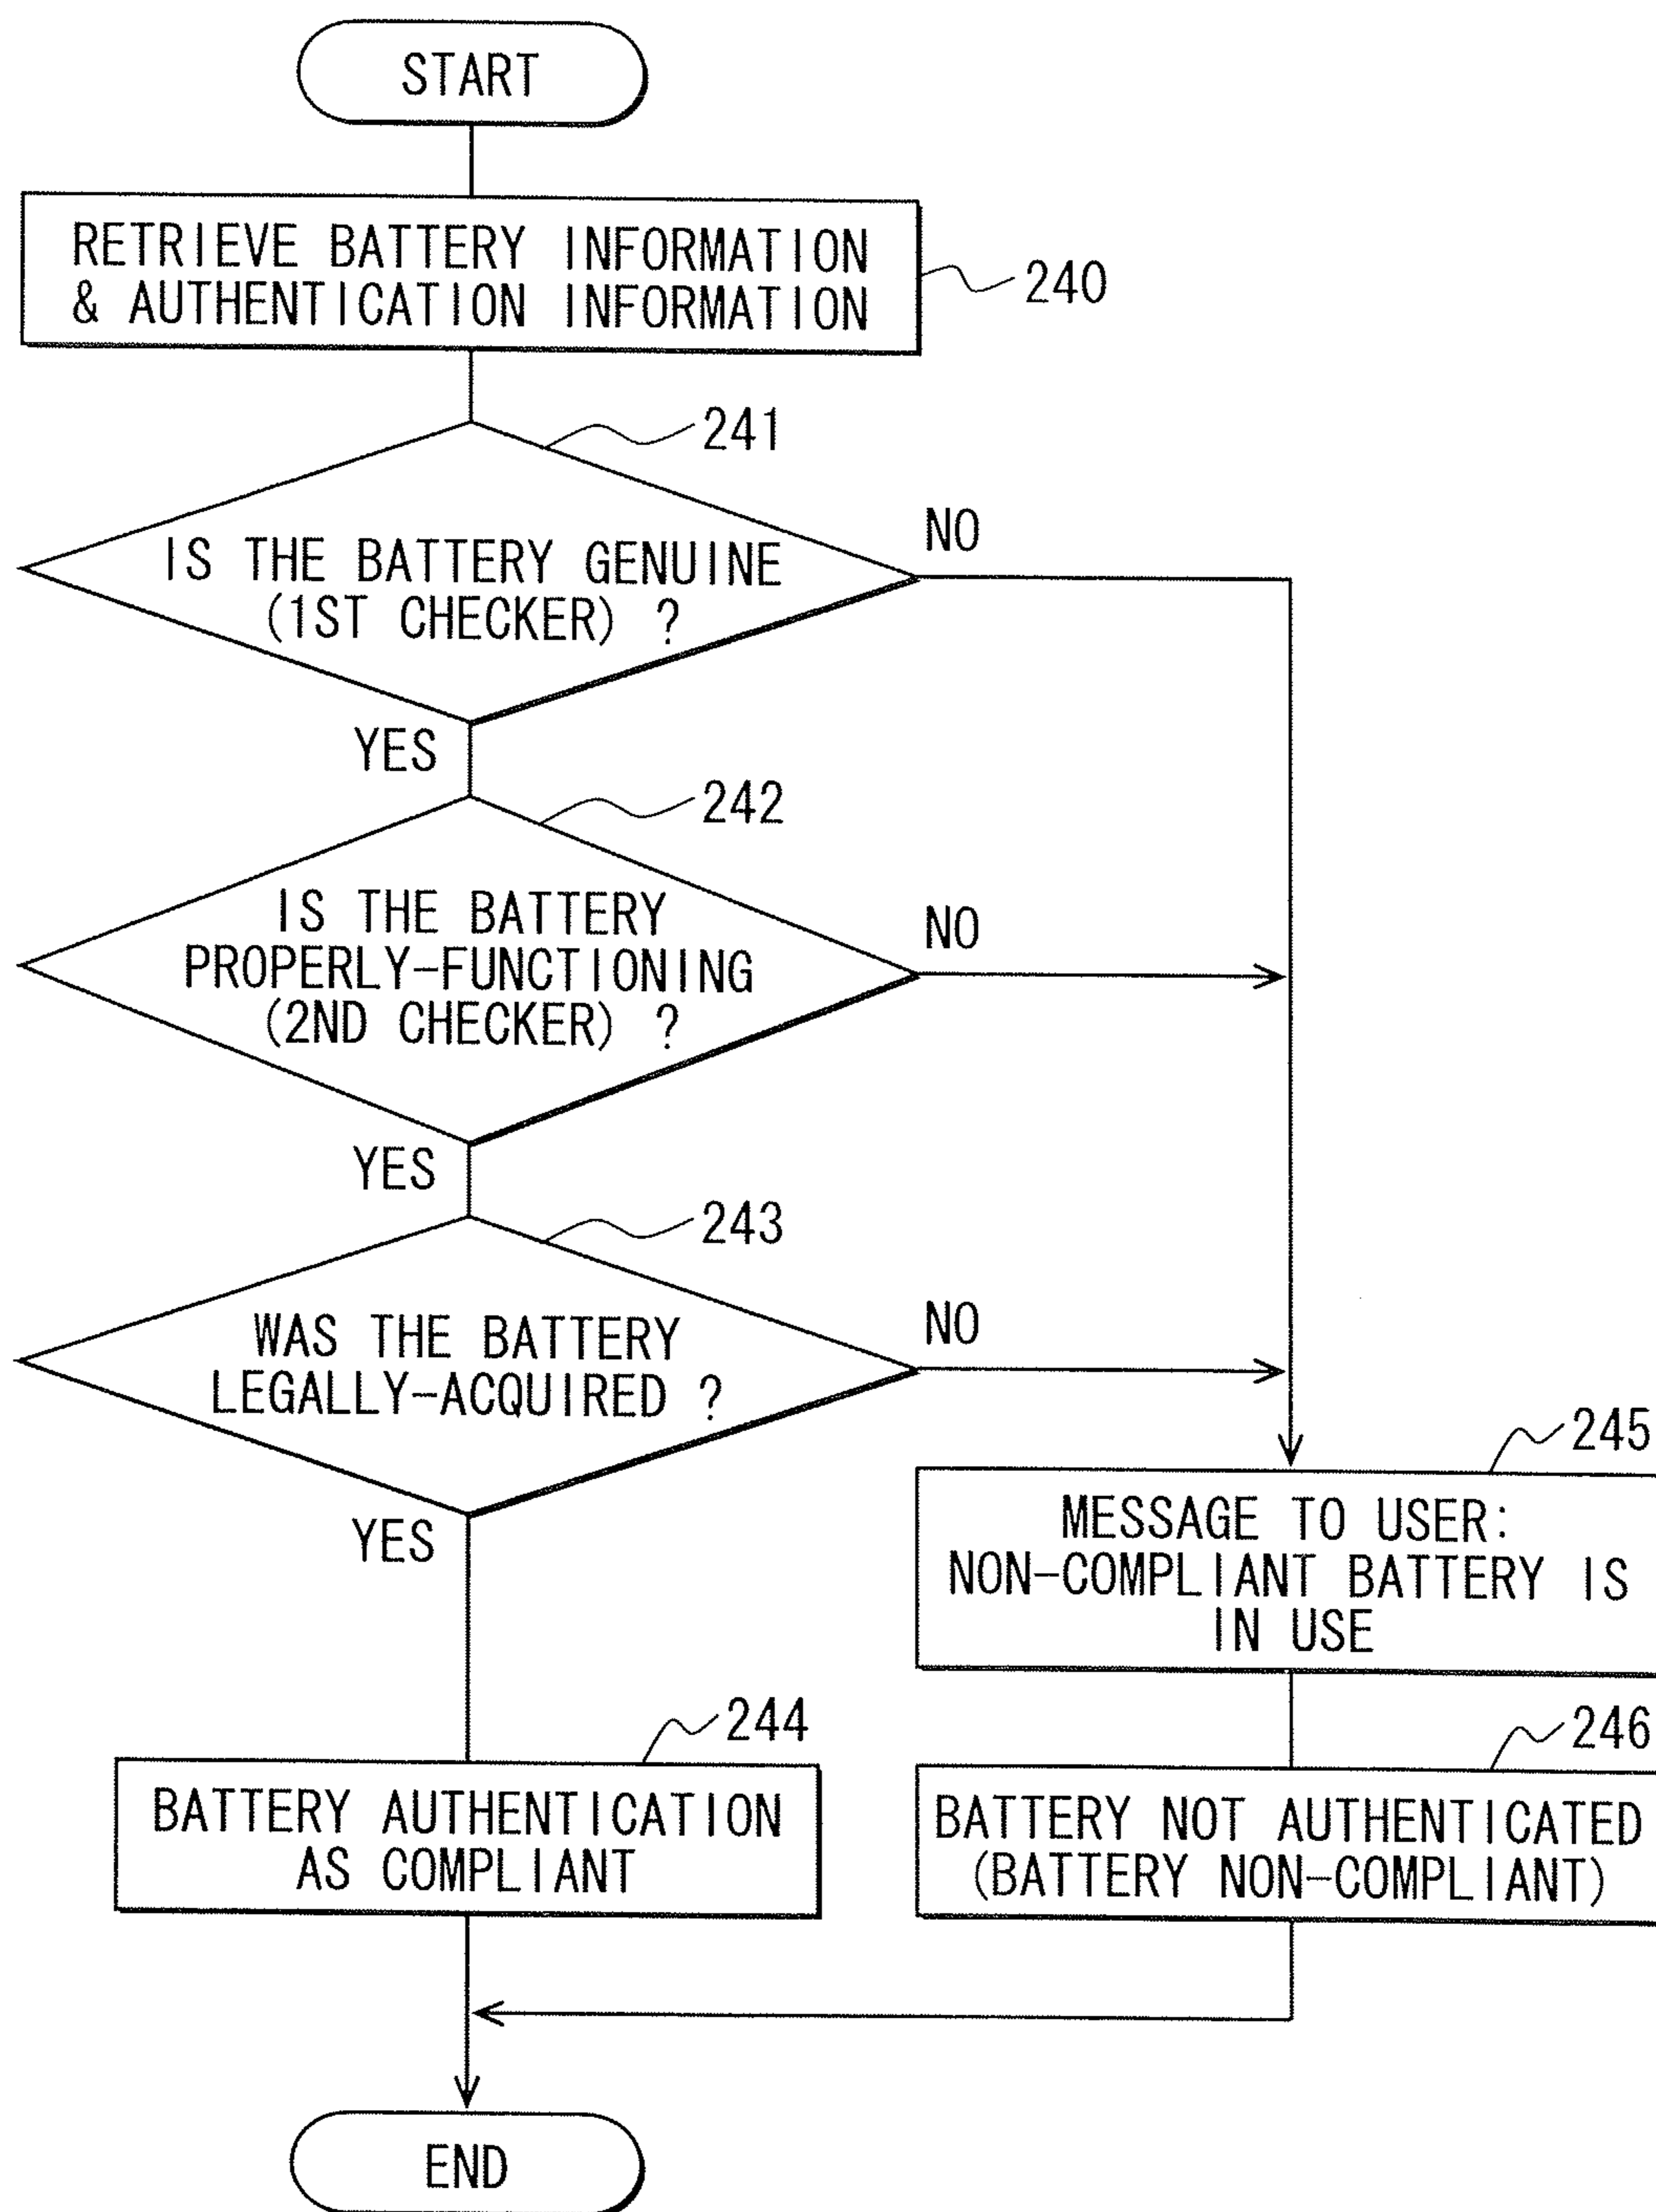 START
RETRIEVE BATTERY INFORMATION
& AUTHENTICATION INFORMATION
240
241
IS THE BATTERY GENUINE
(1ST CHECKER) ?
NO
YES
242
IS THE BATTERY
PROPERLY-FUNCTIONING
(2ND CHECKER) ?
NO
YES
243
WAS THE BATTERY
LEGALLY-ACQUIRED ?
NO
YES
245
MESSAGE TO USER:
NON-COMPLIANT BATTERY IS
IN USE
244
BATTERY AUTHENTICATION
AS COMPLIANT
246
BATTERY NOT AUTHENTICATED
(BATTERY NON-COMPLIANT)
END